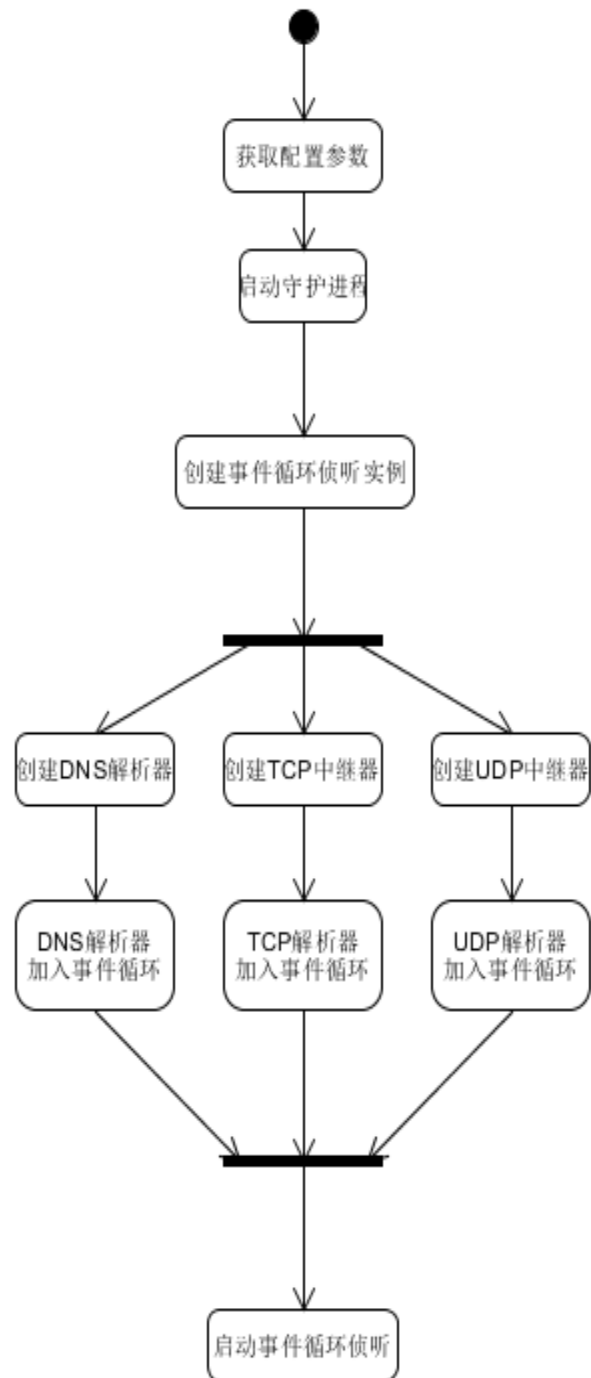 获取配置参数
启动守护进程
创建事件循环侦听实例
创建DNS解析器
创建TCP中继器
创建UDP中继器
DNS解析器
加入事件循环
TCP解析器
加入事件循环
UDP解析器
加入事件循环
启动事件循环侦听